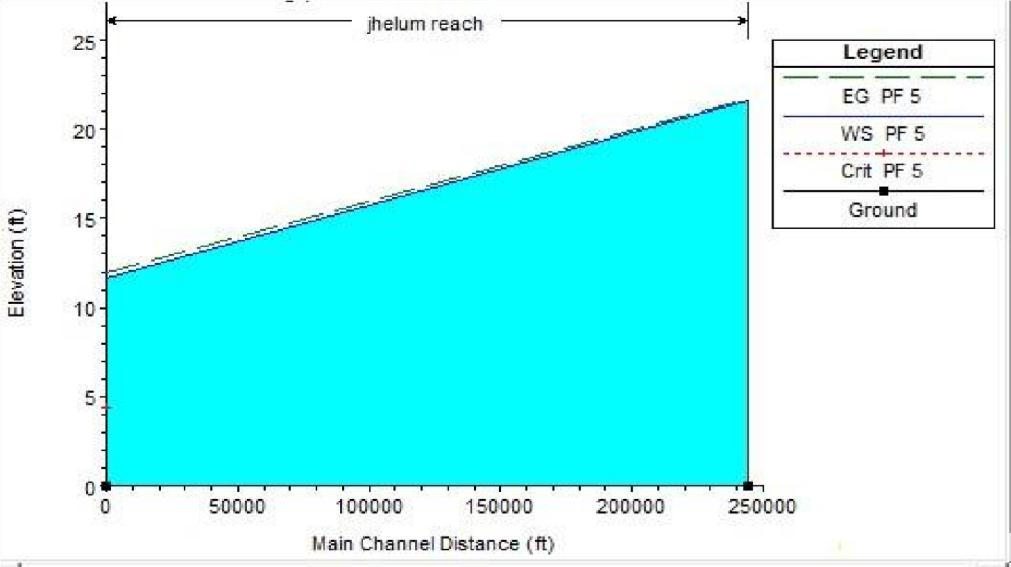 jhelum reach
25
20
15
10
5
0
Elevation (ft)
0 50000 100000 150000 200000 250000
Main Channel Distance (ft)
Legend
EG PF 5
WS PF 5
Crit PF 5
Ground